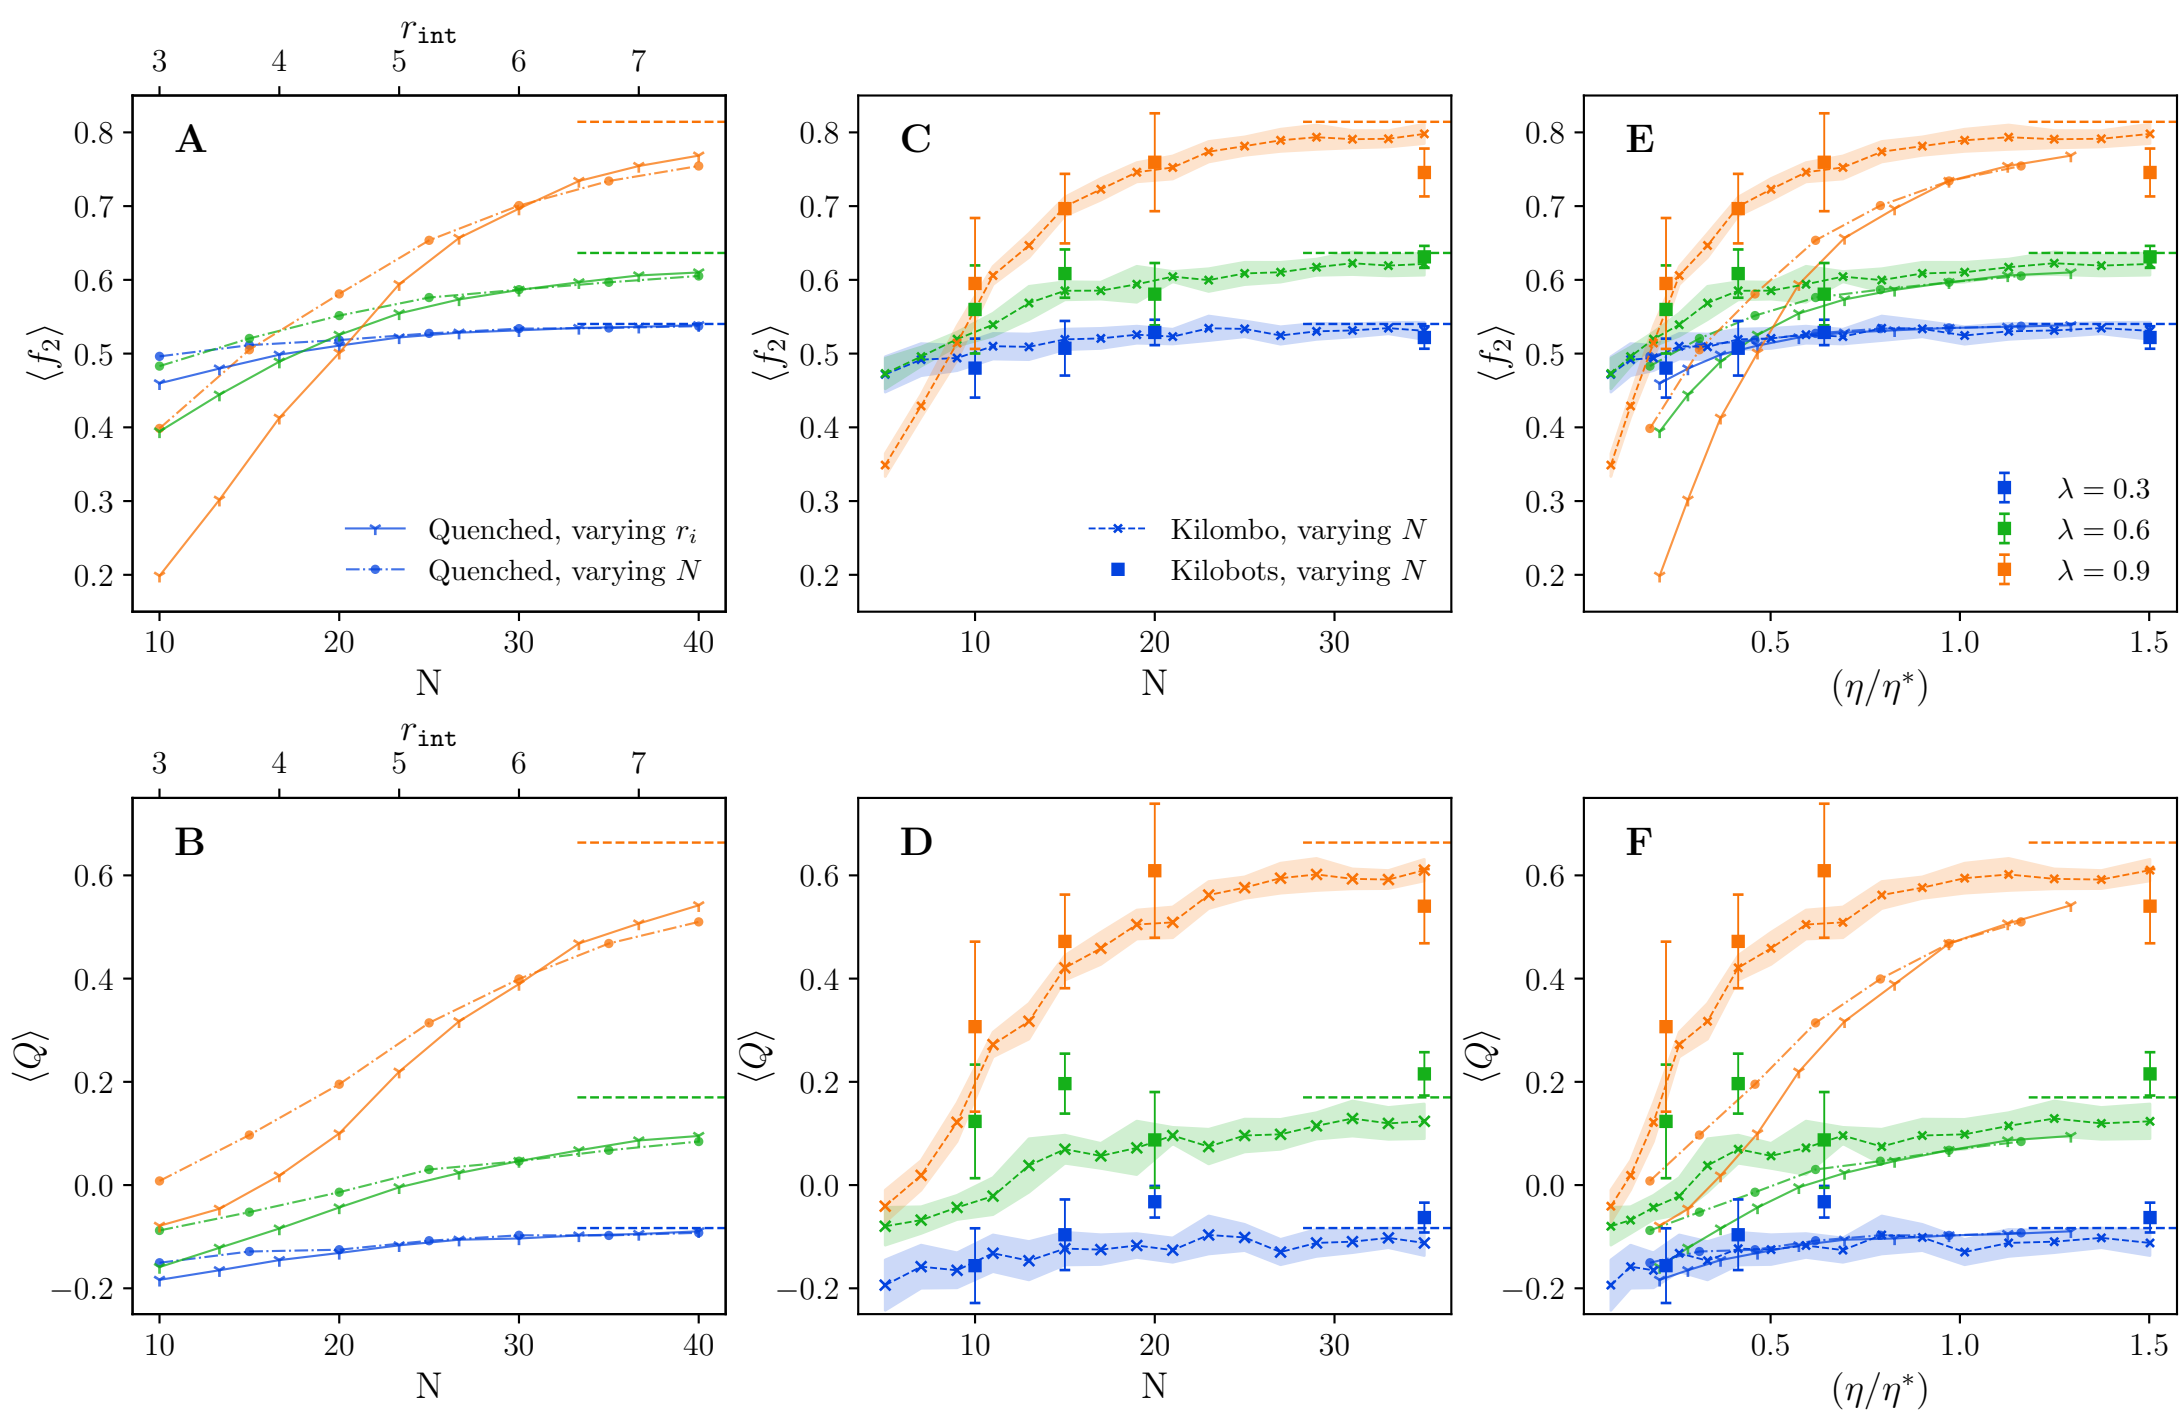 r_int
3 4 5 6 7
A
⟨f₂⟩
0.8
0.7
0.6
0.5
0.4
0.3
0.2
Quenched, varying r_i
Quenched, varying N
10 20 30 40
N
C
⟨f₂⟩
0.8
0.7
0.6
0.5
0.4
0.3
0.2
Kilombo, varying N
Kilobots, varying N
10 20 30
N
E
⟨f₂⟩
0.8
0.7
0.6
0.5
0.4
0.3
0.2
λ = 0.3
λ = 0.6
λ = 0.9
0.5 1.0 1.5
(η/η*)
r_int
3 4 5 6 7
B
⟨Q⟩
0.6
0.4
0.2
0.0
−0.2
10 20 30 40
N
D
⟨Q⟩
0.6
0.4
0.2
0.0
−0.2
10 20 30
N
F
⟨Q⟩
0.6
0.4
0.2
0.0
−0.2
0.5 1.0 1.5
(η/η*)